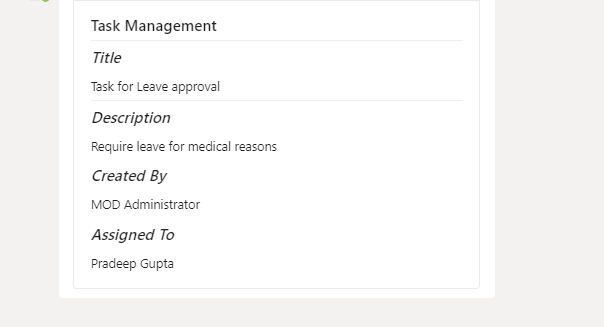 Task Management
Title
Task for Leave approval
Description
Require leave for medical reasons
Created By
MOD Administrator
Assigned To
Pradeep Gupta